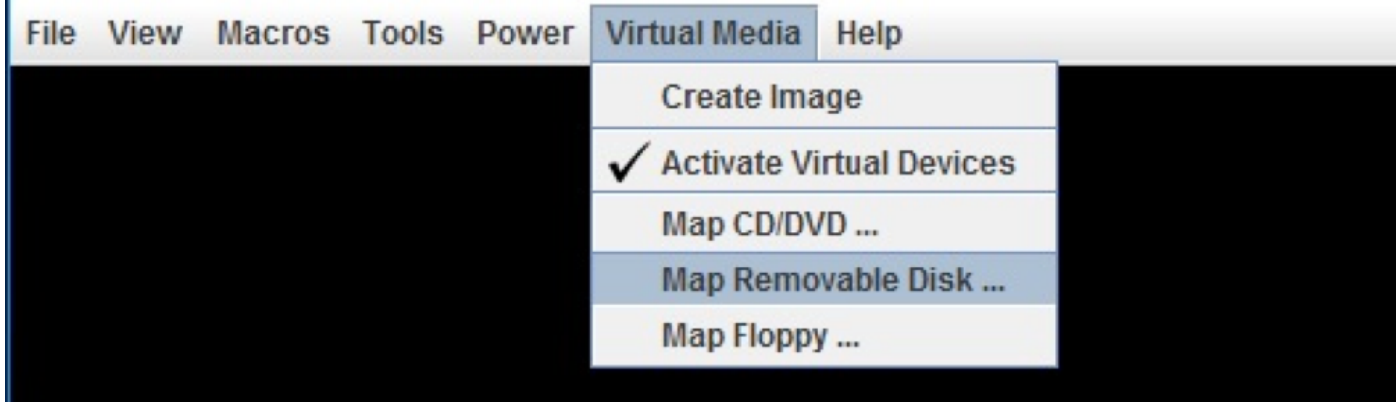 File View Macros Tools Power Virtual Media Help
Create Image
Activate Virtual Devices
Map CD/DVD ...
Map Removable Disk ...
Map Floppy ...